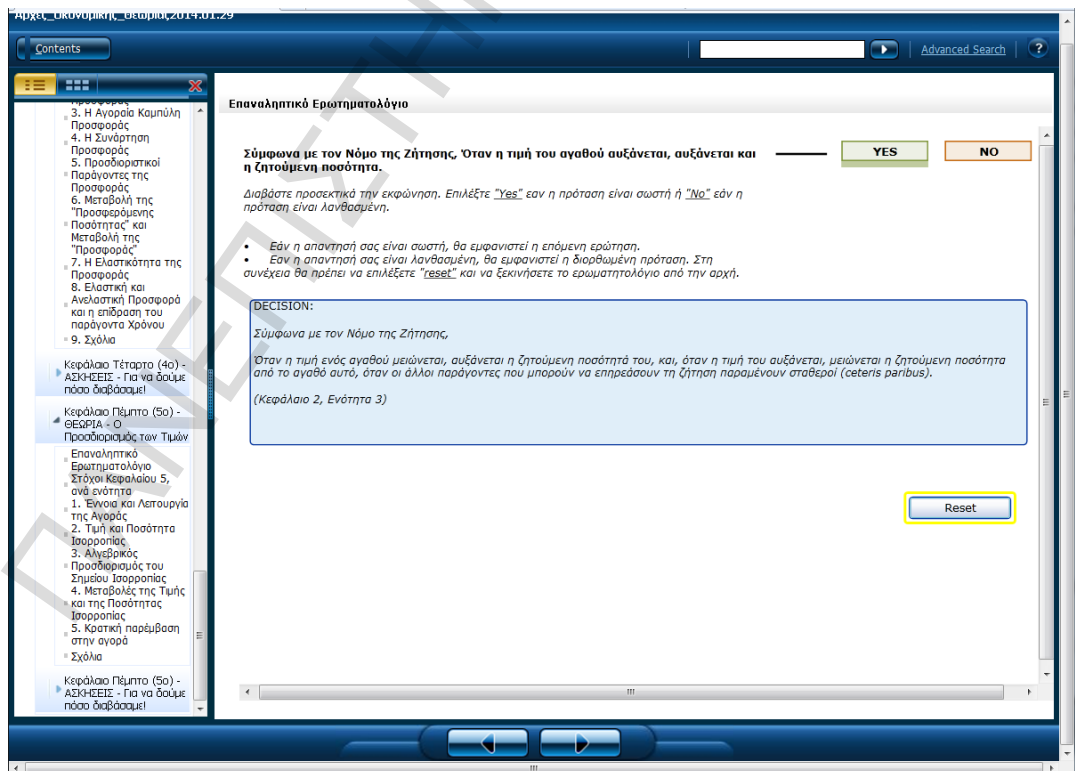 Αρχές_Οικονομικής_Θεωρίας2014.01.29
Contents
Advanced Search
?
Προσφοράς
3. Η Αγοραία Καμπύλη
Προσφοράς
4. Η Συνάρτηση
Προσφοράς
5. Προσδιοριστικοί
Παράγοντες της
Προσφοράς
6. Μεταβολή της
"Προσφερόμενης
Ποσότητας" και
Μεταβολή της
"Προσφοράς"
7. Η Ελαστικότητα της
Προσφοράς
8. Ελαστική και
Ανελαστική Προσφορά
και η επίδραση του
παράγοντα Χρόνου
9. Σχόλια
Κεφάλαιο Τέταρτο (4ο) -
ΑΣΚΗΣΕΙΣ - Για να δούμε
πόσο διαβάσαμε!
Κεφάλαιο Πέμπτο (5ο) -
ΘΕΩΡΙΑ - Ο
Προσδιορισμός των Τιμών
Επαναληπτικό
Ερωτηματολόγιο
Στόχοι Κεφαλαίου 5,
ανά ενότητα
1. Έννοια και Λειτουργία
της Αγοράς
2. Τιμή και Ποσότητα
Ισορροπίας
3. Αλγεβρικός
Προσδιορισμός του
Σημείου Ισορροπίας
4. Μεταβολές της Τιμής
και της Ποσότητας
Ισορροπίας
5. Κρατική παρέμβαση
στην αγορά
Σχόλια
Κεφάλαιο Πέμπτο (5ο) -
ΑΣΚΗΣΕΙΣ - Για να δούμε
πόσο διαβάσαμε!
Επαναληπτικό Ερωτηματολόγιο
Σύμφωνα με τον Νόμο της Ζήτησης, Όταν η τιμή του αγαθού αυξάνεται, αυξάνεται και
η ζητούμενη ποσότητα.
YES
NO
Διαβάστε προσεκτικά την εκφώνηση. Επιλέξτε "Yes" εαν η πρόταση είναι σωστή ή "No" εάν η
πρόταση είναι λανθασμένη.
• Εάν η απαντησή σας είναι σωστή, θα εμφανιστεί η επόμενη ερώτηση.
• Εαν η απαντησή σας είναι λανθασμένη, θα εμφανιστεί η διορθωμένη πρόταση. Στη
συνέχεια θα πρέπει να επιλέξετε "reset" και να ξεκινήσετε το ερωματητολόγιο από την αρχή.
DECISION:
Σύμφωνα με τον Νόμο της Ζήτησης,
Όταν η τιμή ενός αγαθού μειώνεται, αυξάνεται η ζητούμενη ποσότητά του, και, όταν η τιμή του αυξάνεται, μειώνεται η ζητούμενη ποσότητα
από το αγαθό αυτό, όταν οι άλλοι παράγοντες που μπορούν να επηρεάσουν τη ζήτηση παραμένουν σταθεροί (ceteris paribus).
(Κεφάλαιο 2, Ενότητα 3)
Reset